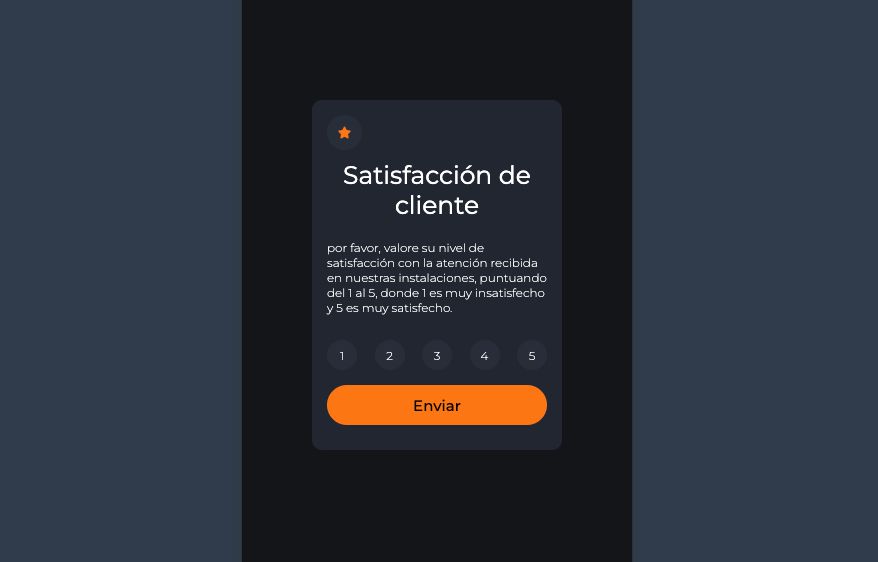 Satisfacción de
cliente
por favor, valore su nivel de
satisfacción con la atención recibida
en nuestras instalaciones, puntuando
del 1 al 5, donde 1 es muy insatisfecho
y 5 es muy satisfecho.
1 2 3 4 5
Enviar